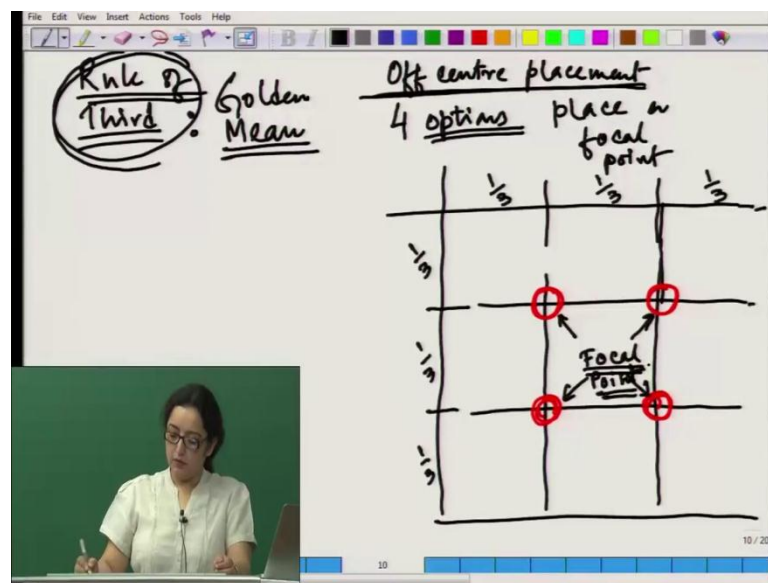 File Edit View Insert Actions Tools Help
B I
Rule of
Third :
Golden
Mean
Off centre placement
4 options
place on
focal
point
1/3 1/3 1/3
1/3
1/3
1/3
Focal
Point
10 / 20
10